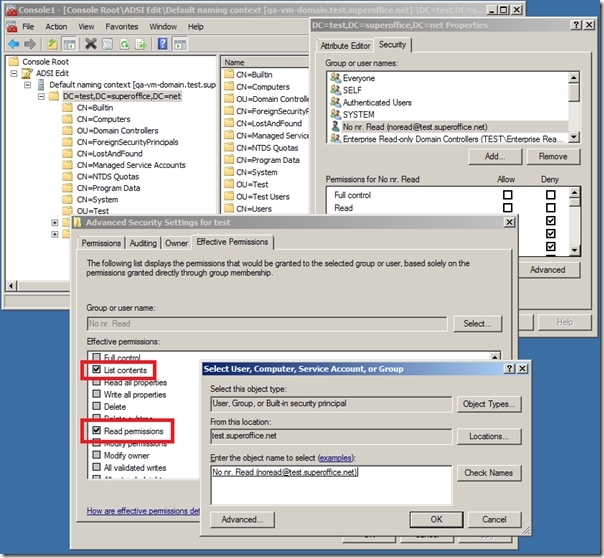 Console1 - [Console Root\ADSI Edit\Default naming context [qa-vm-domain.test.superoffice.net]
File Action View Favorites Window Help
Console Root
ADSI Edit
Default naming context [qa-vm-domain.test.sup
DC=test,DC=superoffice,DC=net
CN=Builtin
CN=Computers
OU=Domain Controllers
CN=ForeignSecurityPrincipals
CN=LostAndFound
CN=Managed Service Accounts
CN=NTDS Quotas
CN=Program Data
CN=System
OU=Test
Name
CN=Builtin
CN=Computers
OU=Domain Contro
CN=ForeignSecurit
CN=LostAndFound
CN=Managed Servic
CN=NTDS Quotas
CN=Program Data
CN=System
OU=Test
OU=Test Users
CN=Users
DC=test,DC=superoffice,DC=net Properties
Attribute Editor Security
Group or user names:
Everyone
SELF
Authenticated Users
SYSTEM
No nr. Read (noread@test.superoffice.net)
Enterprise Read-only Domain Controllers (TEST\Enterprise Rea...
Add... Remove
Permissions for No nr. Read Allow Deny
Full control
Read
Advanced
Help
Advanced Security Settings for test
Permissions Auditing Owner Effective Permissions
The following list displays the permissions that would be granted to the selected group or user, based solely on the
permissions granted directly through group membership.
Group or user name:
No nr. Read
Select...
Effective permissions:
Full control
List contents
Read all properties
Write all properties
Delete
Delete subtree
Read permissions
Modify permissions
Modify owner
All validated writes
How are effective permissions det
Select User, Computer, Service Account, or Group
Select this object type:
User, Group, or Built-in security principal
Object Types...
From this location:
test.superoffice.net
Locations...
Enter the object name to select (examples):
No nr. Read (noread@test.superoffice.net)
Check Names
Advanced...
OK
Cancel